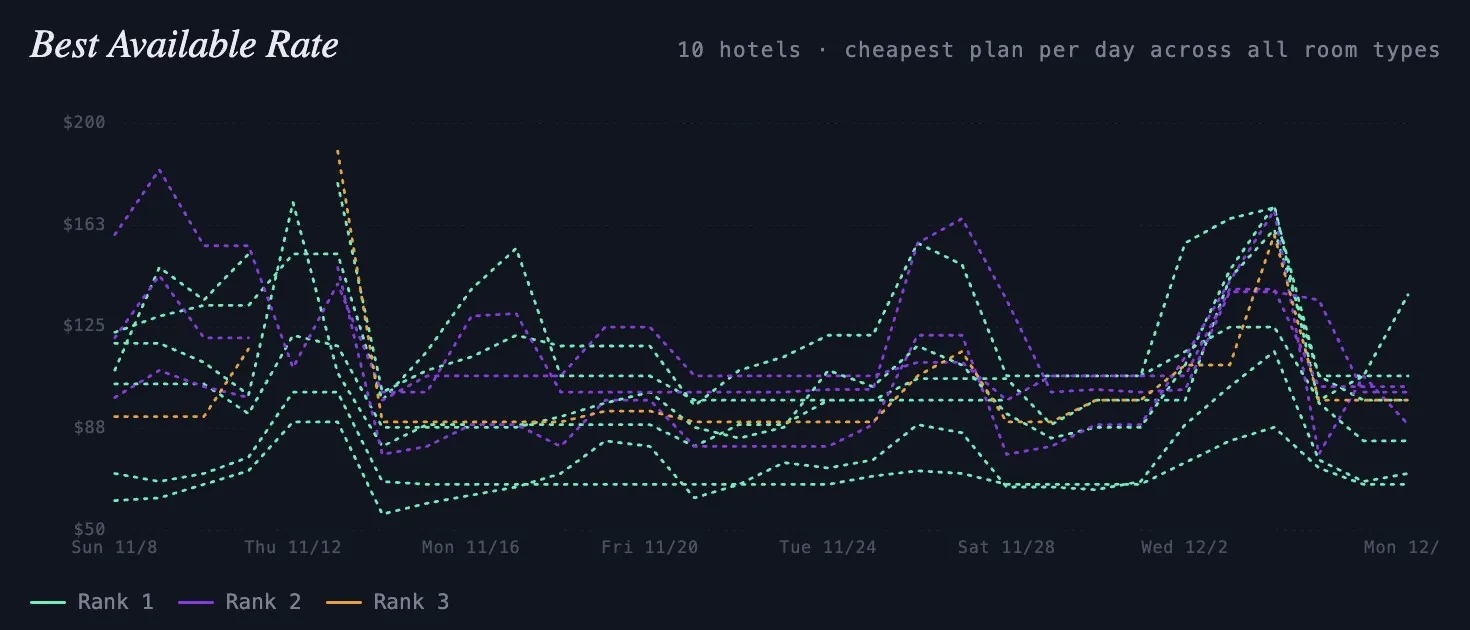 Best Available Rate
10 hotels · cheapest plan per day across all room types
$200
$163
$125
$88
$50
Sun 11/8 Thu 11/12 Mon 11/16 Fri 11/20 Tue 11/24 Sat 11/28 Wed 12/2 Mon 12/
Rank 1 Rank 2 Rank 3